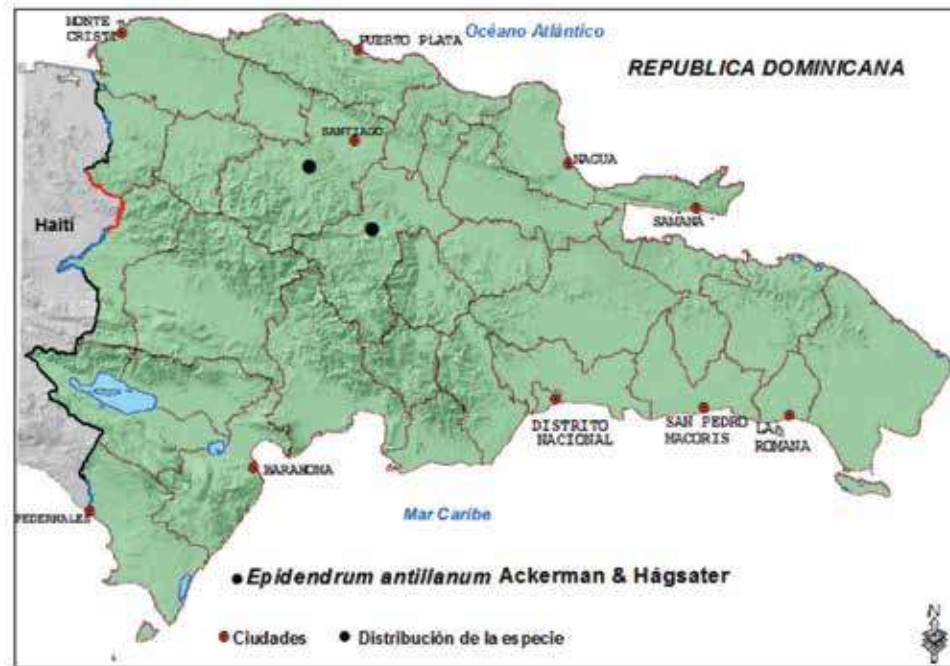 MONTE
CRISTI
PUERTO PLATA
Océano Atlántico
REPUBLICA DOMINICANA
SANTIAGO
NAGUA
SAMANÁ
Haití
DISTRITO
NACIONAL
SAN PEDRO
MACORIS
LA
ROMANA
BARAHONA
PEDERNALES
Mar Caribe
Epidendrum antillanum Ackerman & Hágsater
Ciudades
Distribución de la especie
N